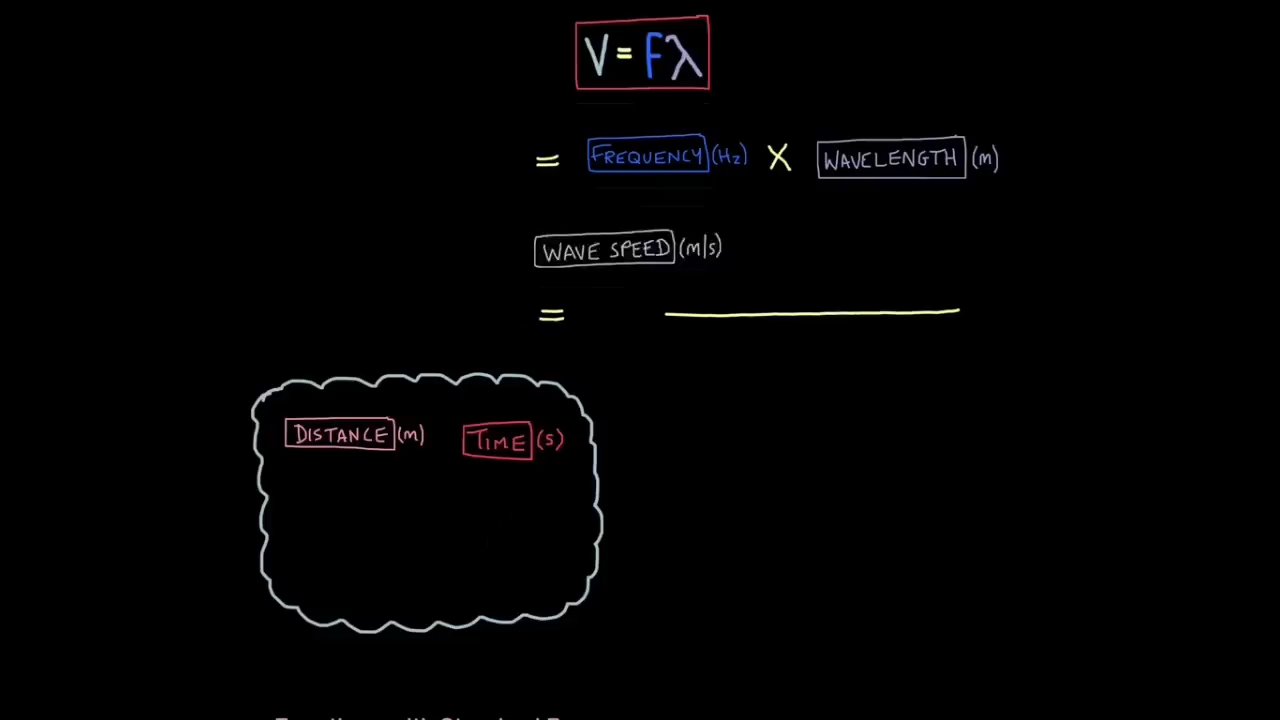 V = Fλ
= FREQUENCY (Hz) X WAVELENGTH (m)
WAVE SPEED (m/s)
=
DISTANCE (m) TIME (s)